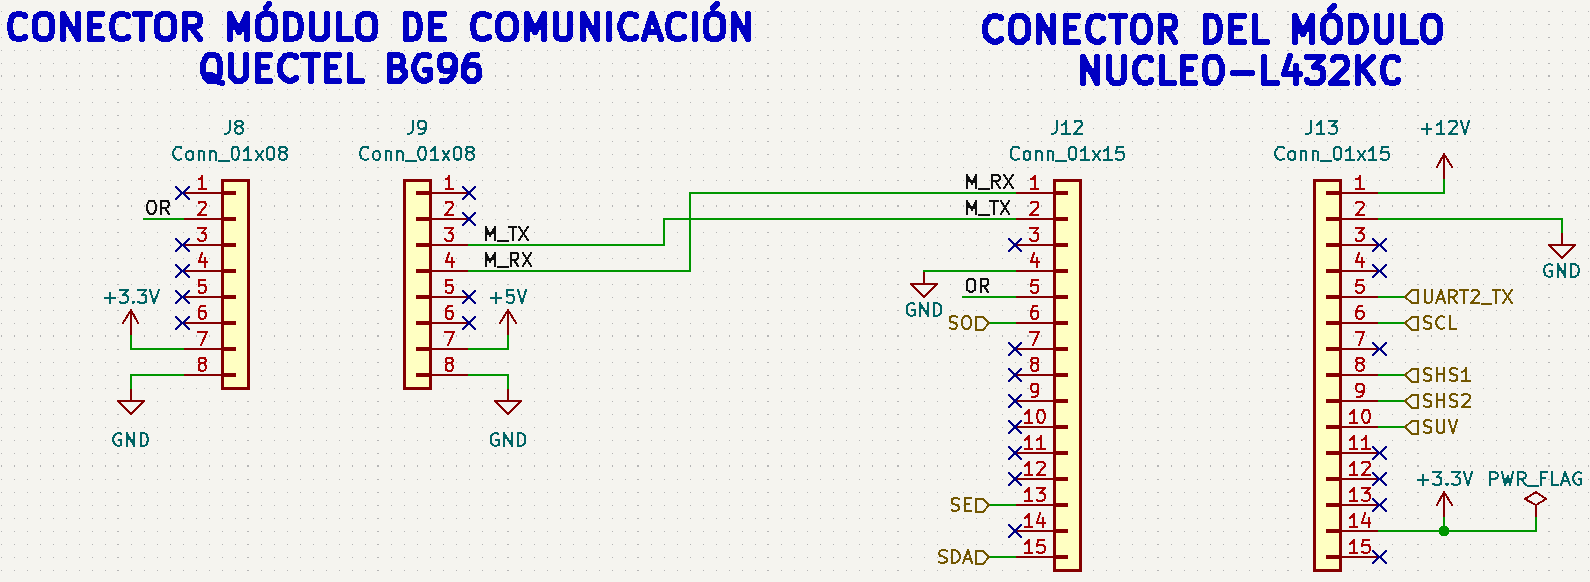 CONECTOR MÓDULO DE COMUNICACIÓN
QUECTEL BG96
CONECTOR DEL MÓDULO
NUCLEO-L432KC
J8
Conn_01x08
1
OR 2
3
4
+3.3V 5
6
7
8
GND
J9
Conn_01x08
1
2
3 M_TX
4 M_RX
5 +5V
6
7
8
GND
J12
Conn_01x15
M_RX 1
M_TX 2
3
4
GND
OR 5
SO 6
7
8
9
10
11
12
SE 13
14
SDA 15
J13
Conn_01x15
+12V
1
2
3
GND
4
5 UART2_TX
6 SCL
7
8 SHS1
9 SHS2
10 SUV
11
12 +3.3V PWR_FLAG
13
14
15